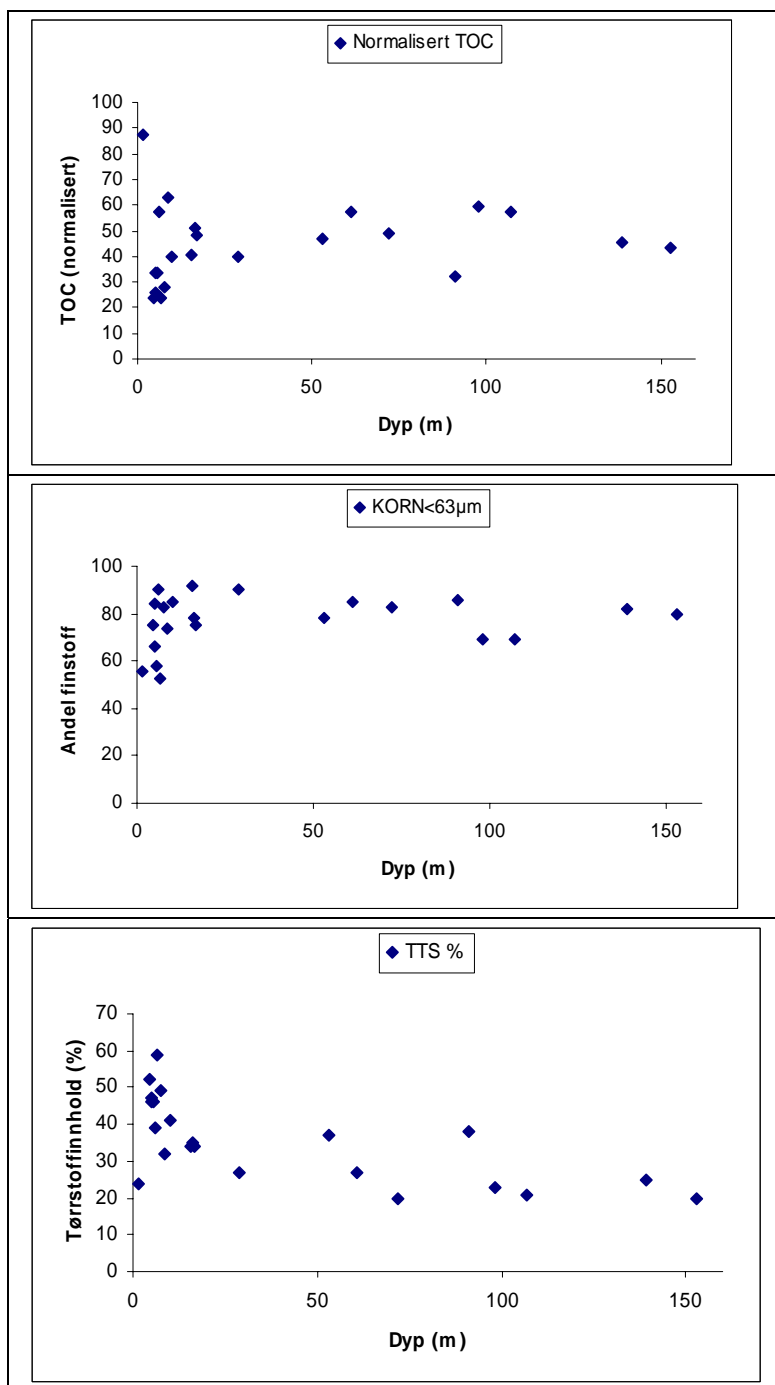 Normalisert TOC
100
90
80
70
60
50
40
30
20
10
0
TOC (normalisert)
0 50 100 150
Dyp (m)
KORN<63µm
100
80
60
40
20
0
Andel finstoff
0 50 100 150
Dyp (m)
TTS %
70
60
50
40
30
20
10
0
Tørrstoffinnhold (%)
0 50 100 150
Dyp (m)